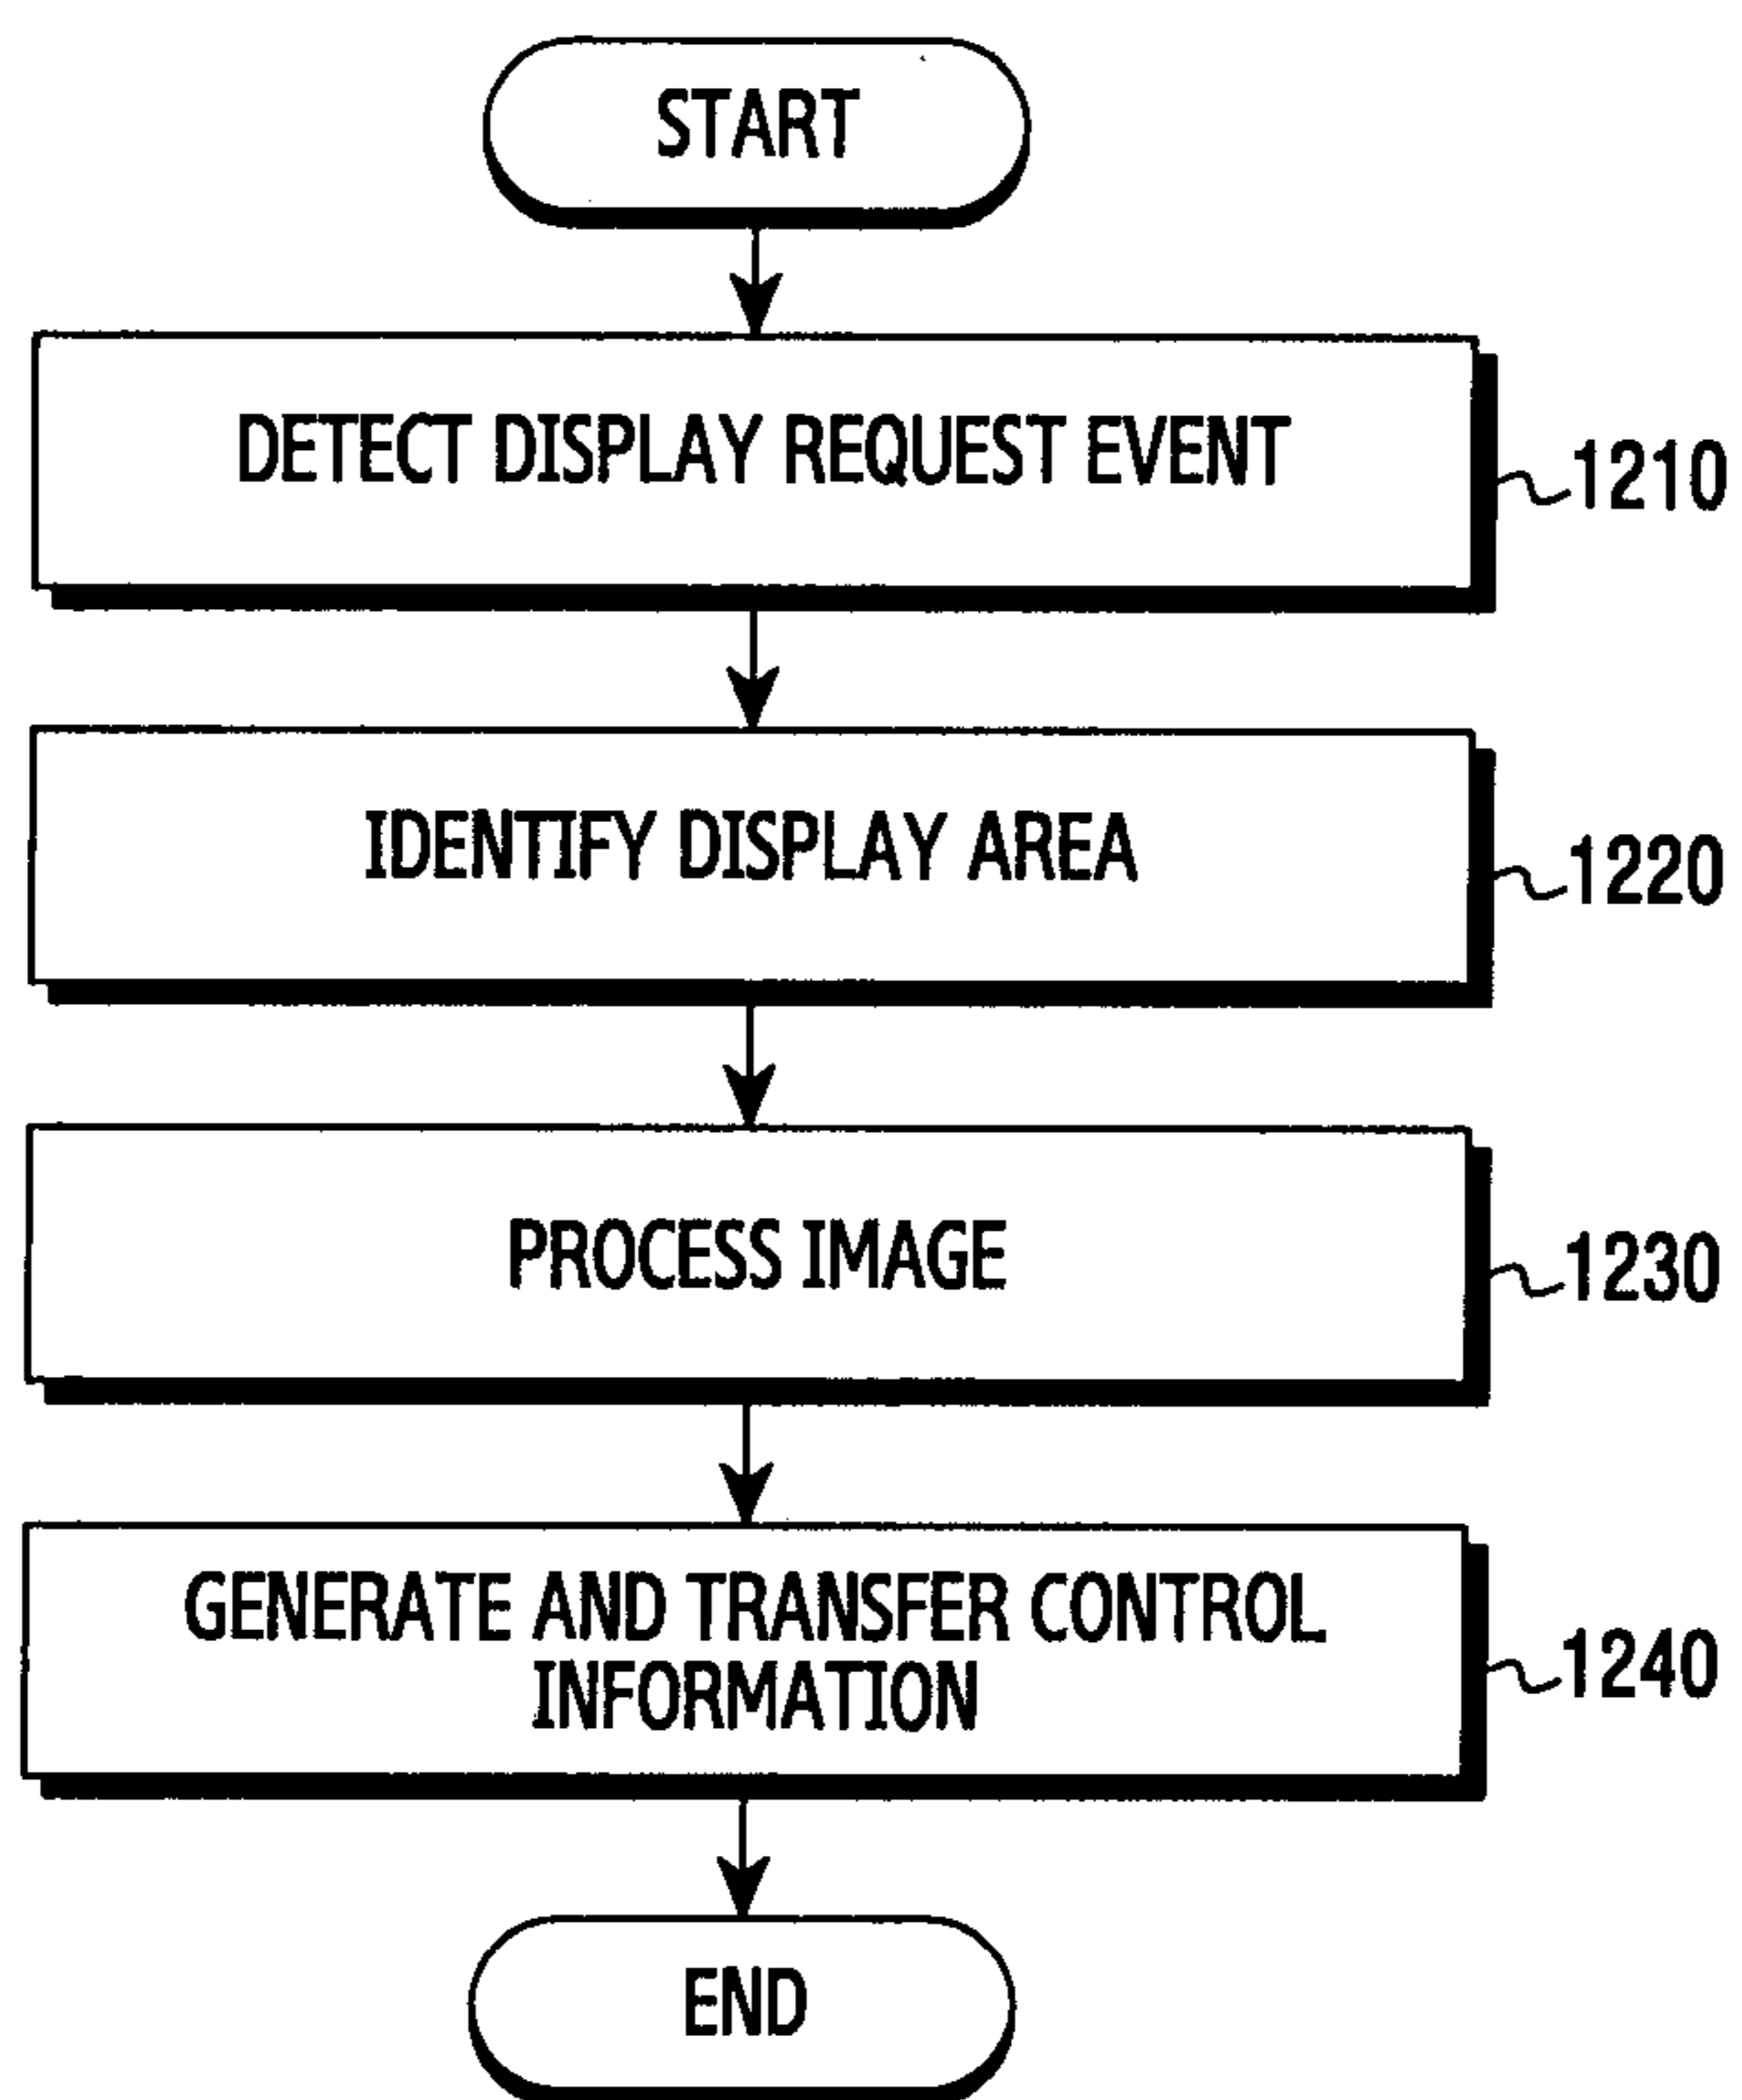 START
DETECT DISPLAY REQUEST EVENT
1210
IDENTIFY DISPLAY AREA
1220
PROCESS IMAGE
1230
GENERATE AND TRANSFER CONTROL
INFORMATION
1240
END